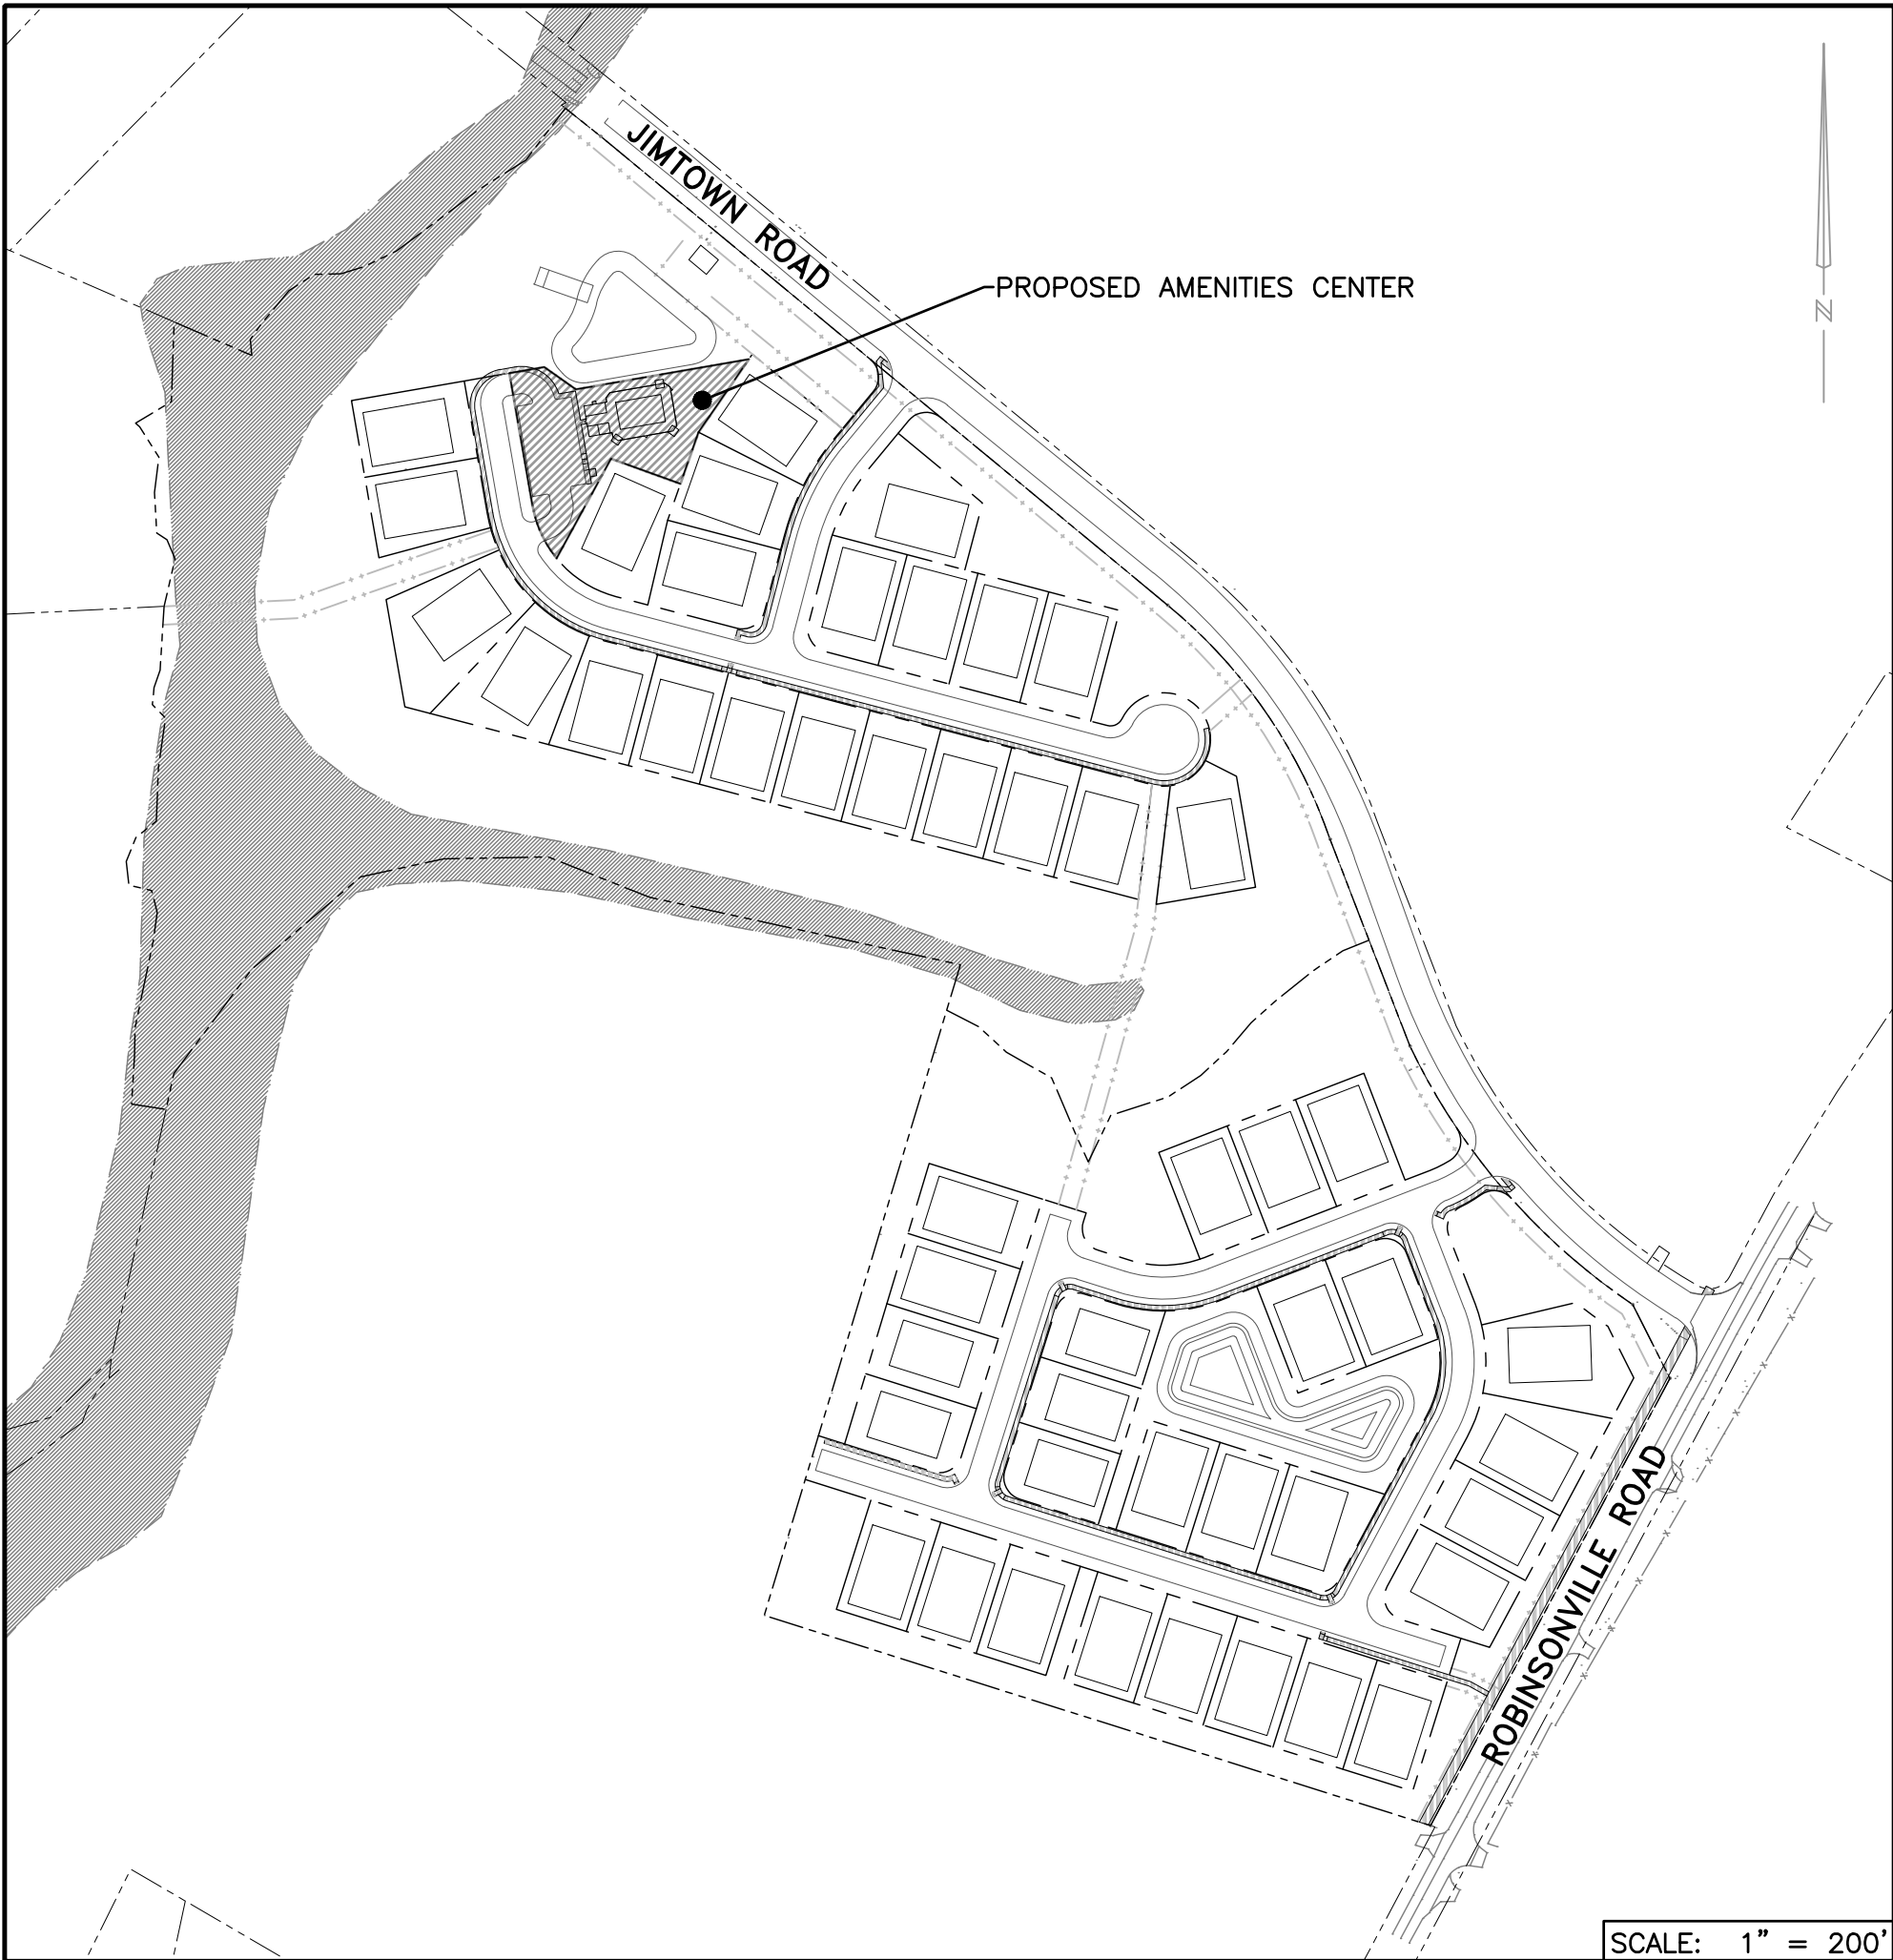 JIMTOWN ROAD
PROPOSED AMENITIES CENTER
N
ROBINSONVILLE ROAD
SCALE: 1" = 200'